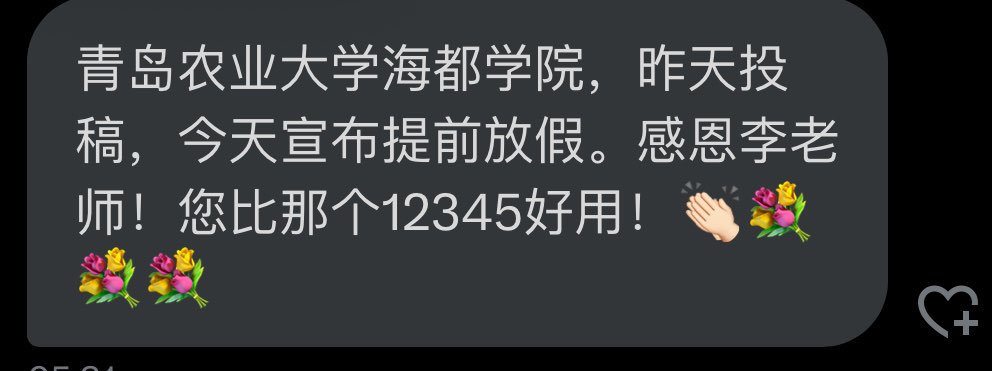 青岛农业大学海都学院，昨天投
稿，今天宣布提前放假。感恩李老
师！您比那个12345好用！👏🏻💐
💐💐